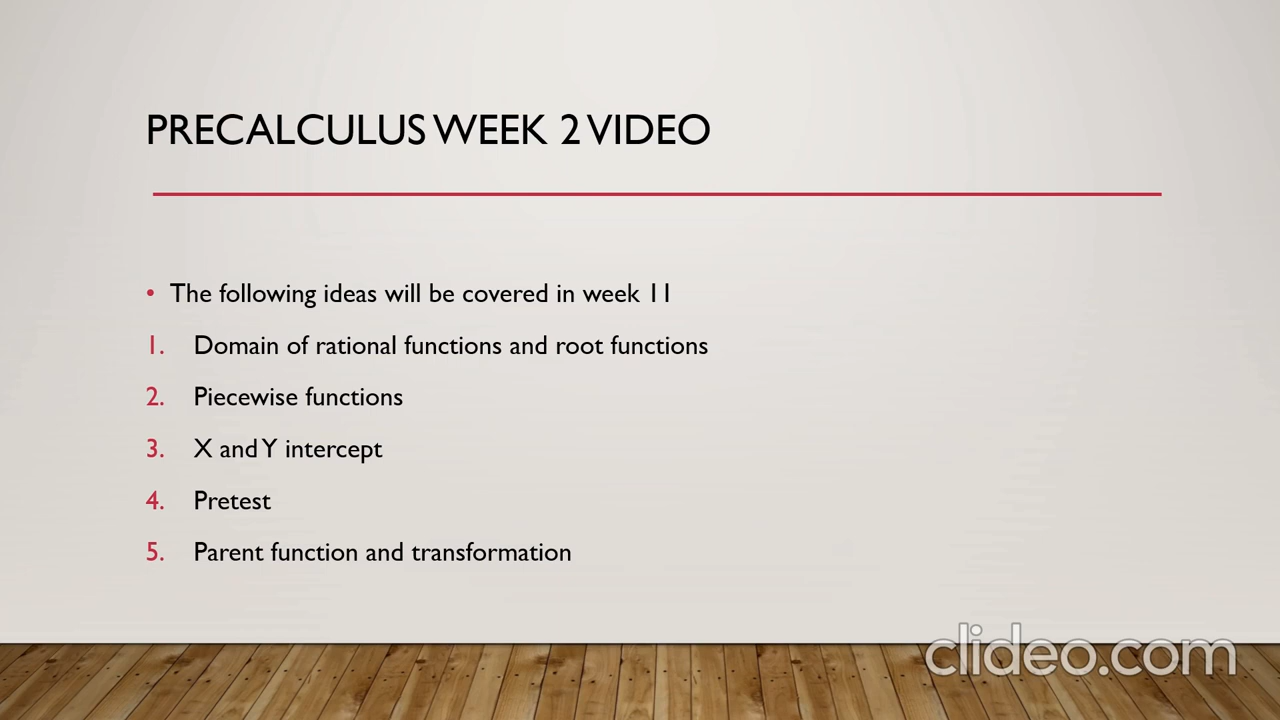 PRECALCULUS WEEK 2 VIDEO
• The following ideas will be covered in week 11
1. Domain of rational functions and root functions
2. Piecewise functions
3. X and Y intercept
4. Pretest
5. Parent function and transformation
clideo.com